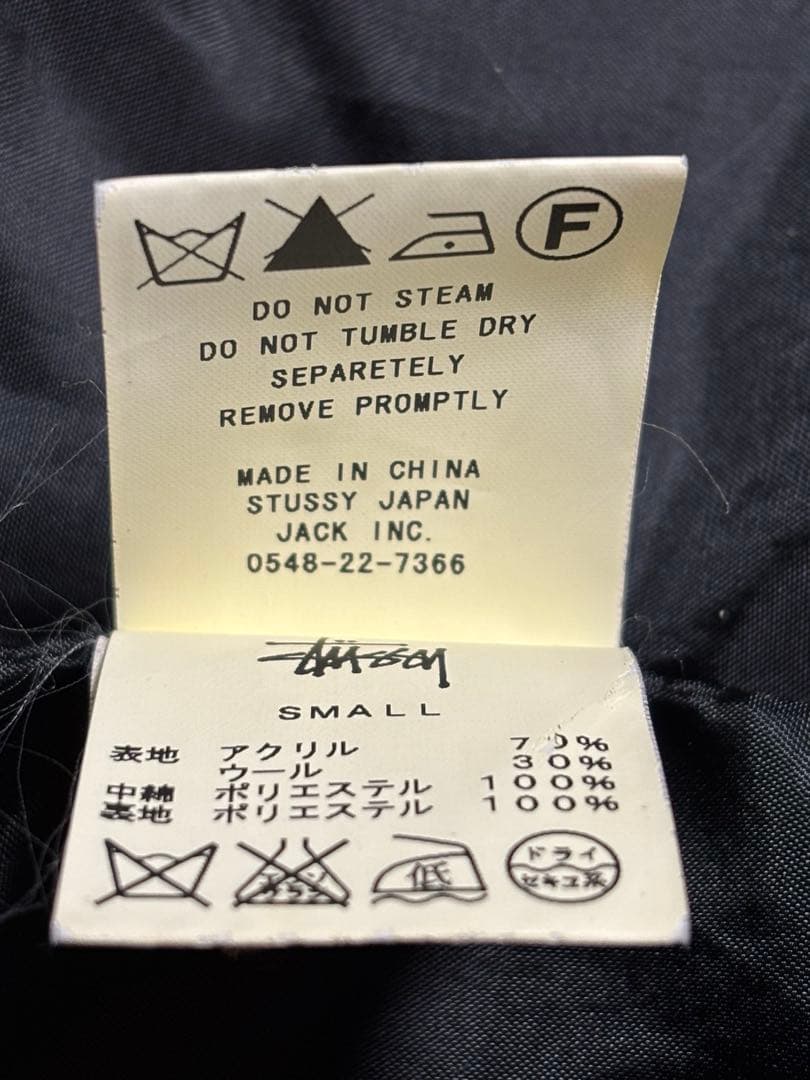 F
DO NOT STEAM
DO NOT TUMBLE DRY
SEPARETELY
REMOVE PROMPTLY
MADE IN CHINA
STUSSY JAPAN
JACK INC.
0548-22-7366
STÜSSY
SMALL
表地 アクリル 70%
ウール 30%
中綿 ポリエステル 100%
裏地 ポリエステル 100%
低
ドライ
セキユ系